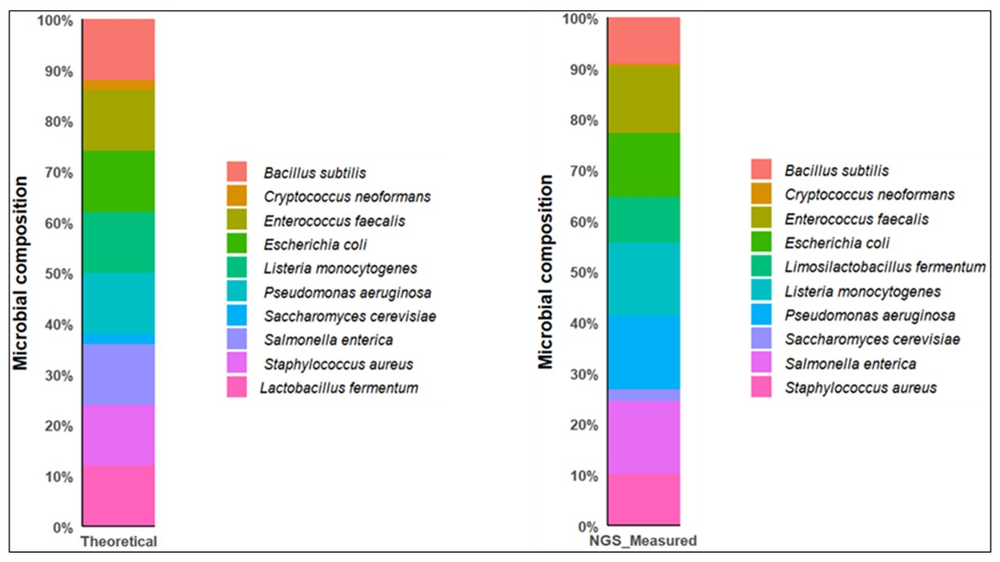 Microbial composition
100%
90%
80%
70%
60%
50%
40%
30%
20%
10%
0%
Theoretical
Bacillus subtilis
Cryptococcus neoformans
Enterococcus faecalis
Escherichia coli
Listeria monocytogenes
Pseudomonas aeruginosa
Saccharomyces cerevisiae
Salmonella enterica
Staphylococcus aureus
Lactobacillus fermentum
Microbial composition
100%
90%
80%
70%
60%
50%
40%
30%
20%
10%
0%
NGS_Measured
Bacillus subtilis
Cryptococcus neoformans
Enterococcus faecalis
Escherichia coli
Limosilactobacillus fermentum
Listeria monocytogenes
Pseudomonas aeruginosa
Saccharomyces cerevisiae
Salmonella enterica
Staphylococcus aureus